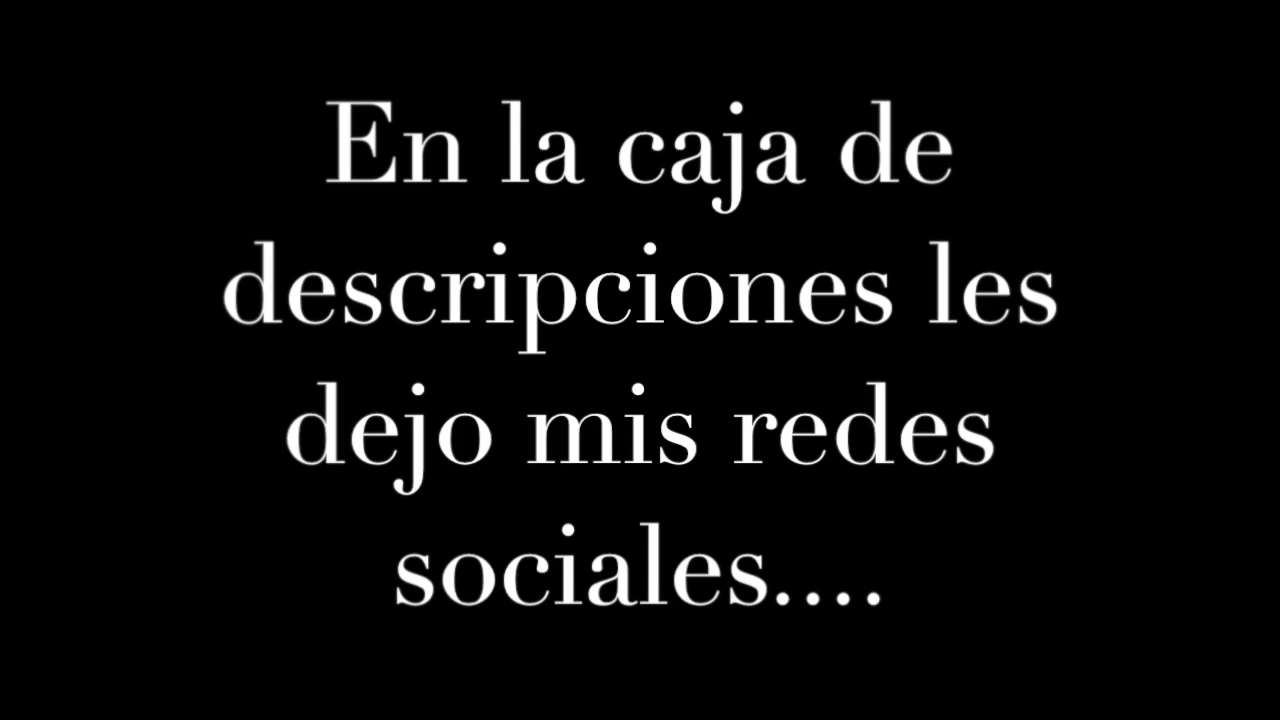 En la caja de
descripciones les
dejo mis redes
sociales....